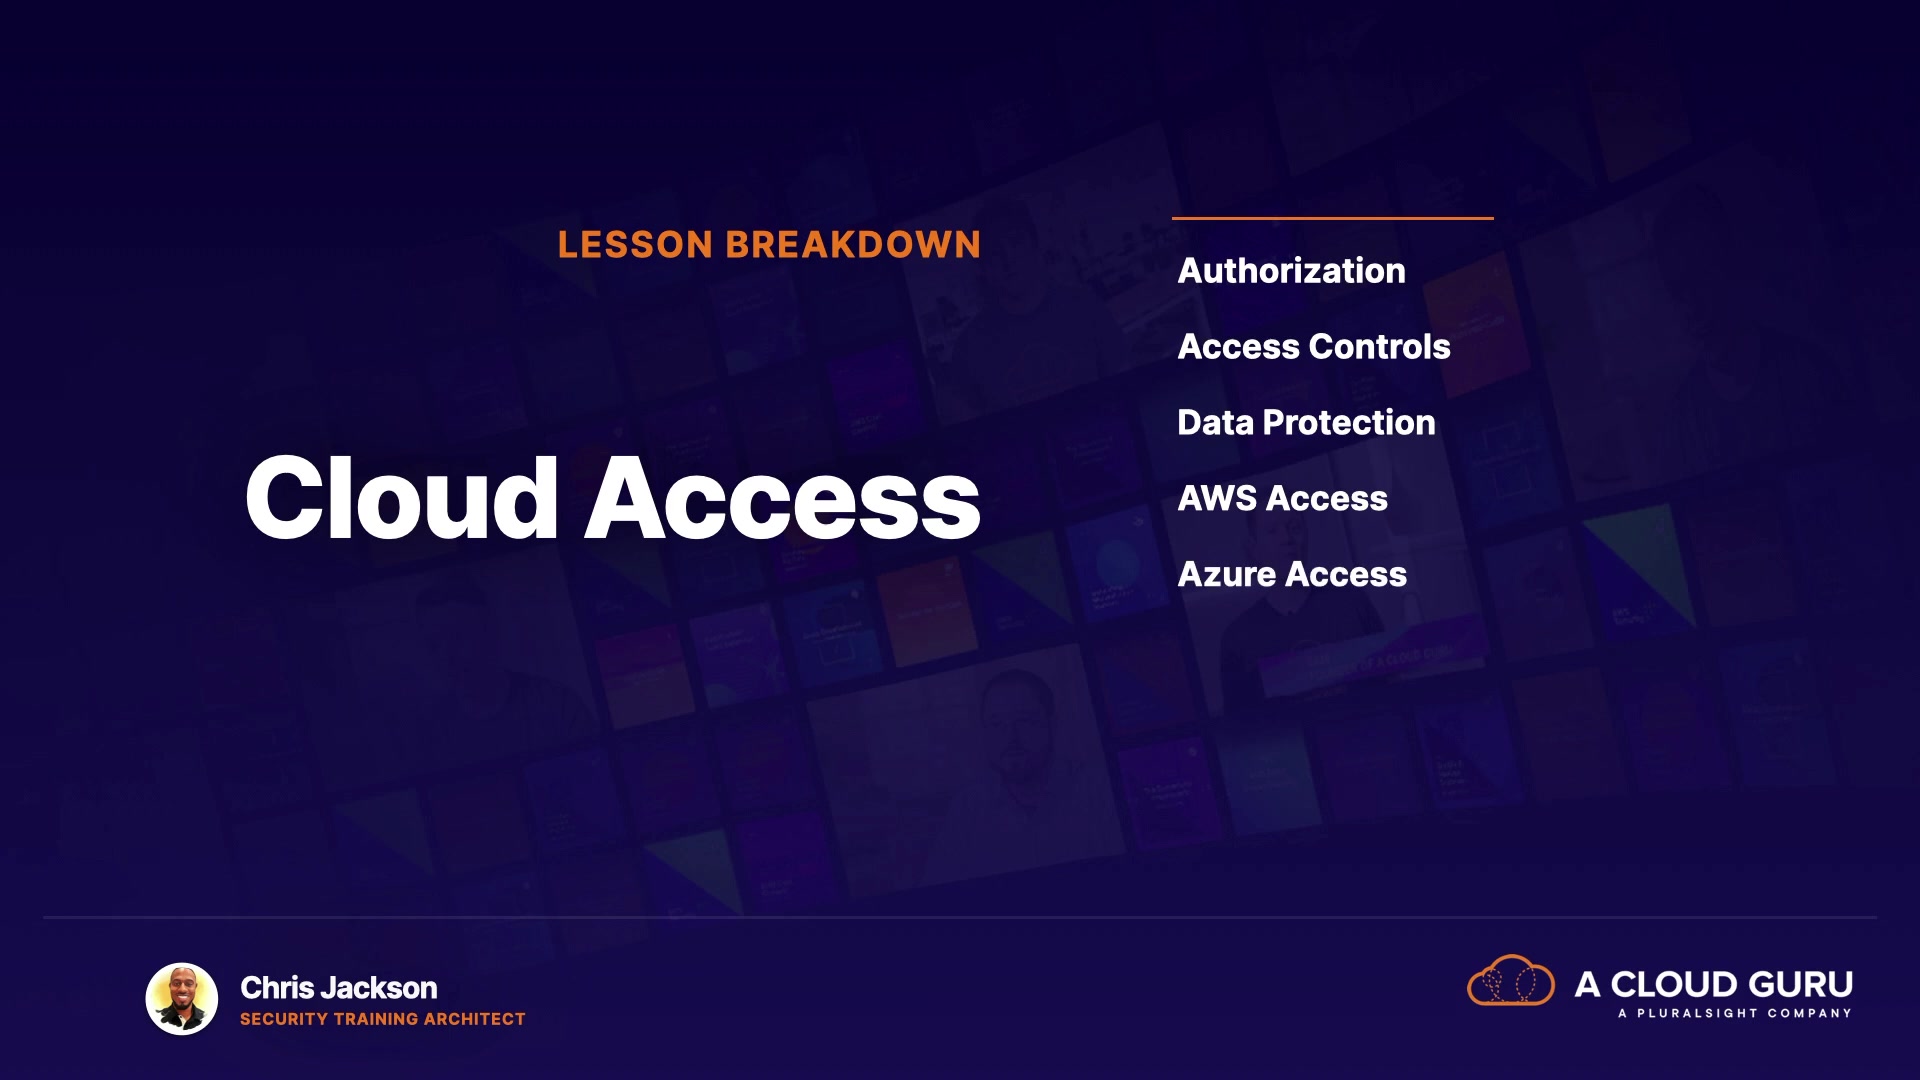 LESSON BREAKDOWN
Cloud Access
Authorization
Access Controls
Data Protection
AWS Access
Azure Access
Chris Jackson
SECURITY TRAINING ARCHITECT
A CLOUD GURU
A PLURALSIGHT COMPANY